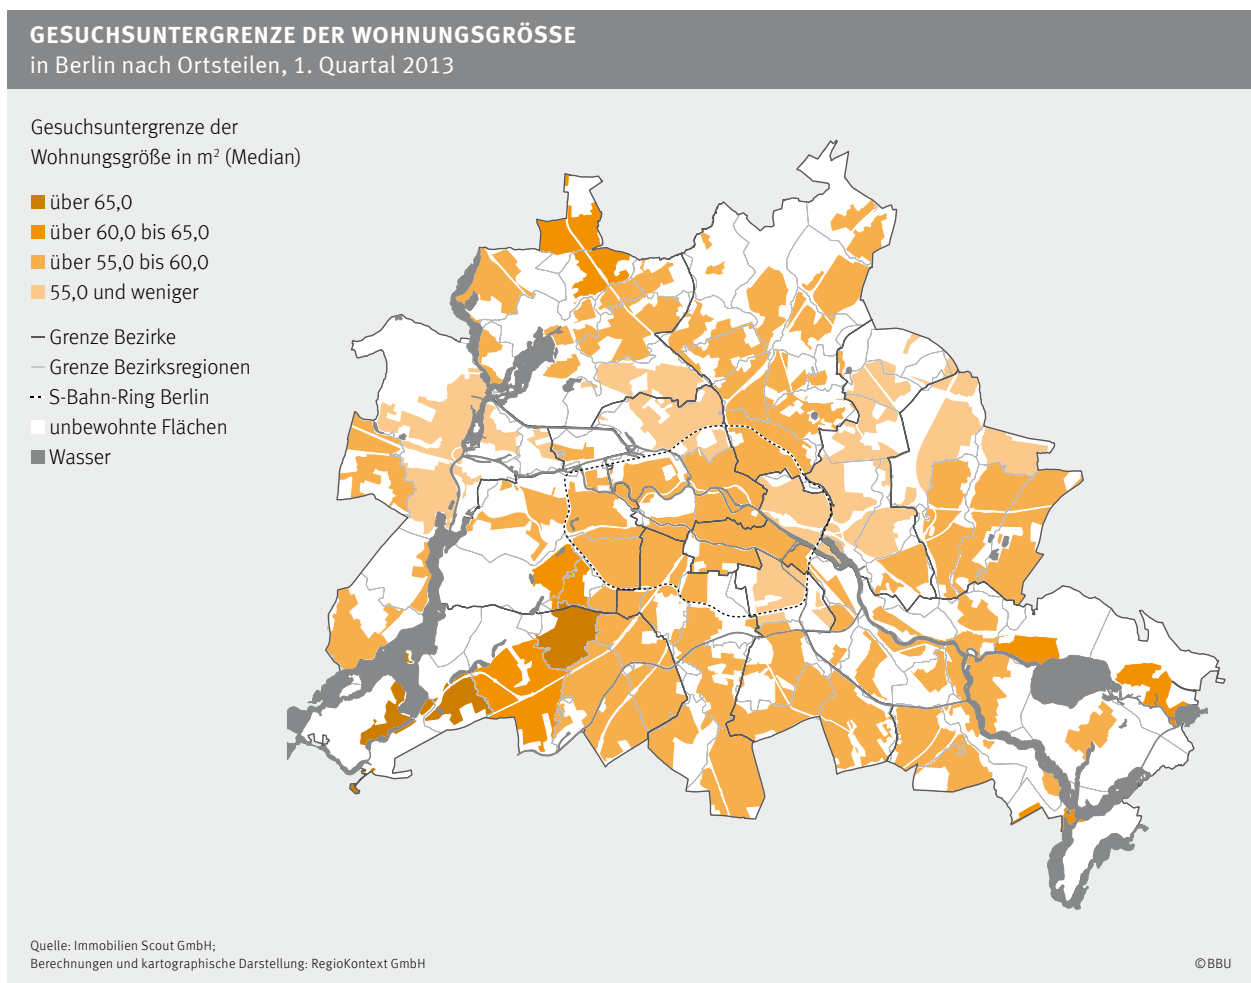 GESUCHSUNTERGRENZE DER WOHNUNGSGRÖSSE
in Berlin nach Ortsteilen, 1. Quartal 2013
Gesuchsuntergrenze der
Wohnungsgröße in m² (Median)
über 65,0
über 60,0 bis 65,0
über 55,0 bis 60,0
55,0 und weniger
Grenze Bezirke
Grenze Bezirksregionen
S-Bahn-Ring Berlin
unbewohnte Flächen
Wasser
Quelle: Immobilien Scout GmbH;
Berechnungen und kartographische Darstellung: RegioKontext GmbH
©BBU